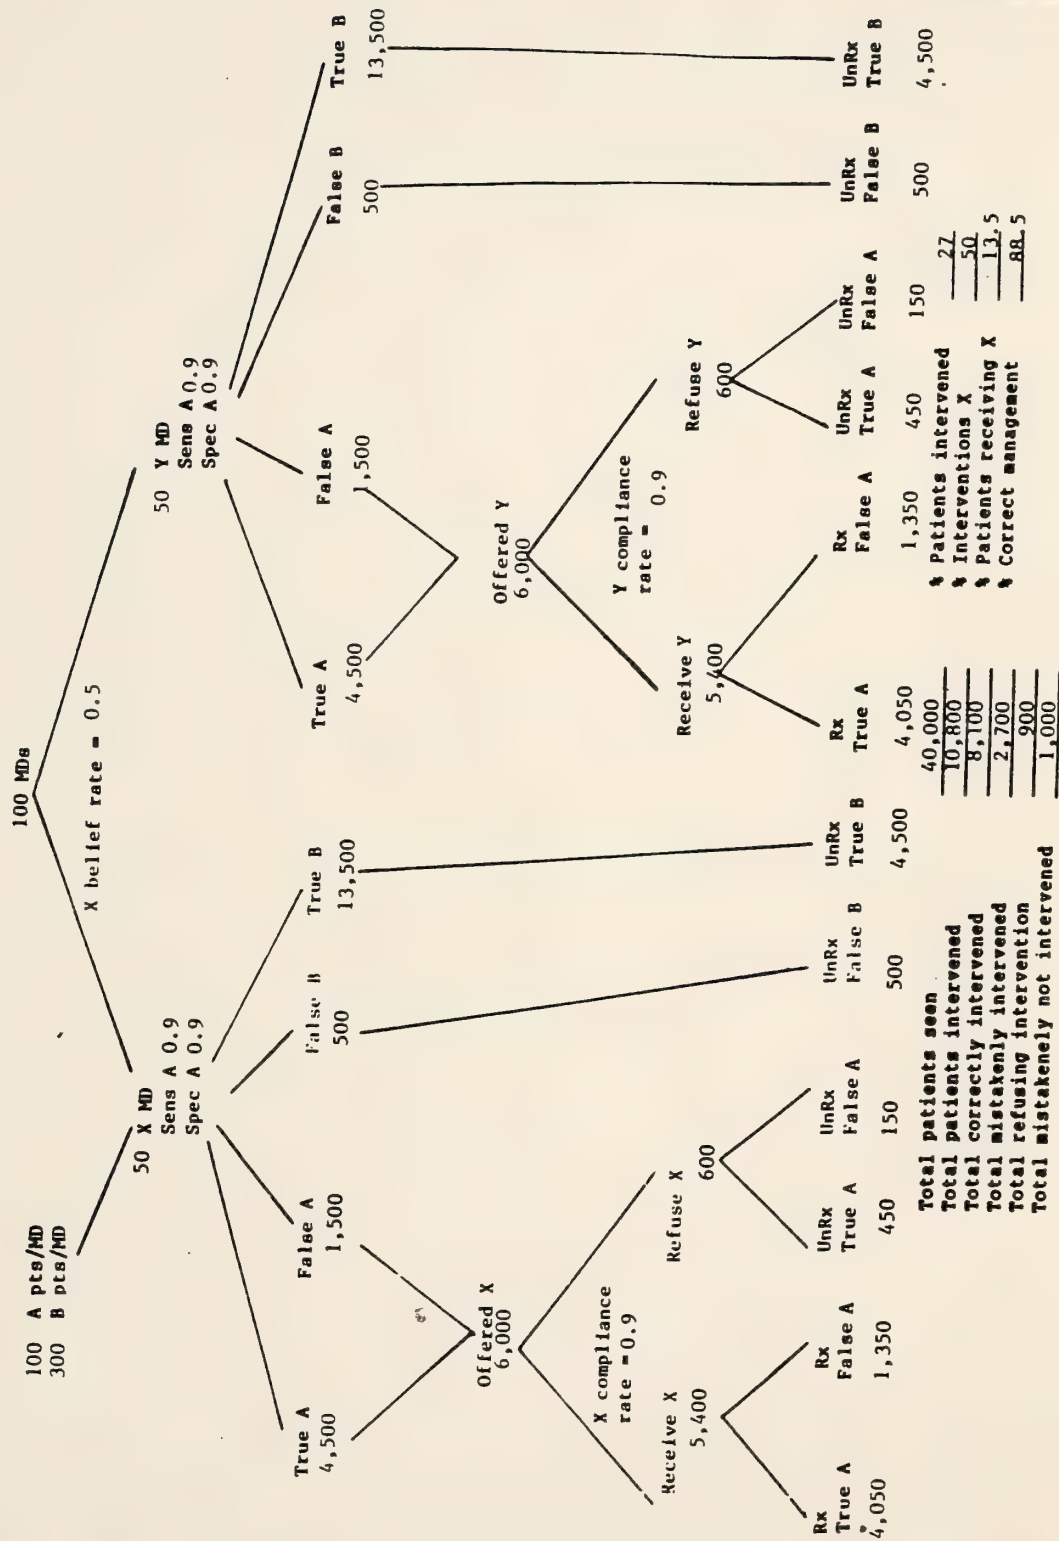 100 MDs
X belief rate = 0.5
100 A pts/MD
300 B pts/MD
50 X MD
Sens A 0.9
Spec A 0.9
50 Y MD
Sens A 0.9
Spec A 0.9
True A
4,500
False A
1,500
False B
500
True B
13,500
True A
4,500
False A
1,500
False B
500
True B
13,500
Offered X
6,000
Offered Y
6,000
X compliance
rate =0.9
Y compliance
rate = 0.9
Receive X
5,400
Refuse X
600
Receive Y
5,400
Refuse Y
600
Rx
True A
4,050
Rx
False A
1,350
UnRx
True A
450
UnRx
False A
150
UnRx
False B
500
UnRx
True B
4,500
Rx
True A
4,050
Rx
False A
1,350
UnRx
True A
450
UnRx
False A
150
UnRx
False B
500
UnRx
True B
4,500
Total patients seen 40,000
Total patients intervened 10,800
Total correctly intervened 8,100
Total mistakenly intervened 2,700
Total refusing intervention 900
Total mistakenely not intervened 1,000
% Patients intervened 27
% Interventions X 50
% Patients receiving X 13.5
% Correct management 88.5